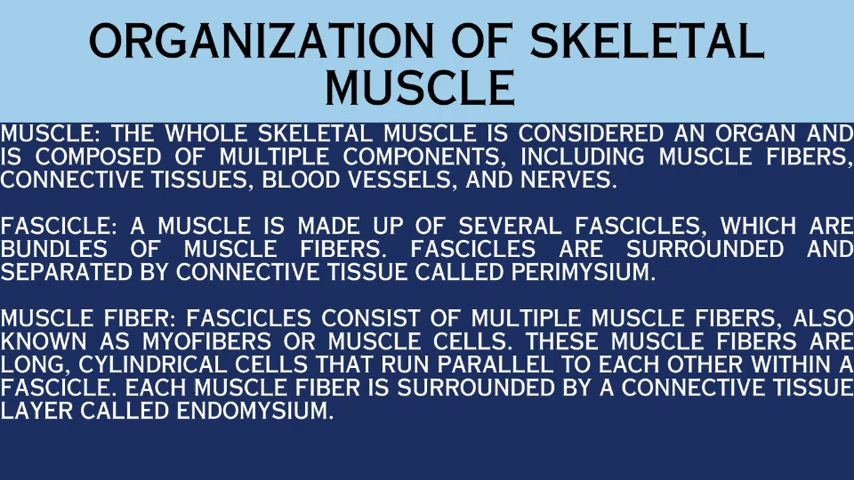 ORGANIZATION OF SKELETAL
MUSCLE
MUSCLE: THE WHOLE SKELETAL MUSCLE IS CONSIDERED AN ORGAN AND
IS COMPOSED OF MULTIPLE COMPONENTS, INCLUDING MUSCLE FIBERS,
CONNECTIVE TISSUES, BLOOD VESSELS, AND NERVES.
FASCICLE: A MUSCLE IS MADE UP OF SEVERAL FASCICLES, WHICH ARE
BUNDLES OF MUSCLE FIBERS. FASCICLES ARE SURROUNDED AND
SEPARATED BY CONNECTIVE TISSUE CALLED PERIMYSIUM.
MUSCLE FIBER: FASCICLES CONSIST OF MULTIPLE MUSCLE FIBERS, ALSO
KNOWN AS MYOFIBERS OR MUSCLE CELLS. THESE MUSCLE FIBERS ARE
LONG, CYLINDRICAL CELLS THAT RUN PARALLEL TO EACH OTHER WITHIN A
FASCICLE. EACH MUSCLE FIBER IS SURROUNDED BY A CONNECTIVE TISSUE
LAYER CALLED ENDOMYSIUM.